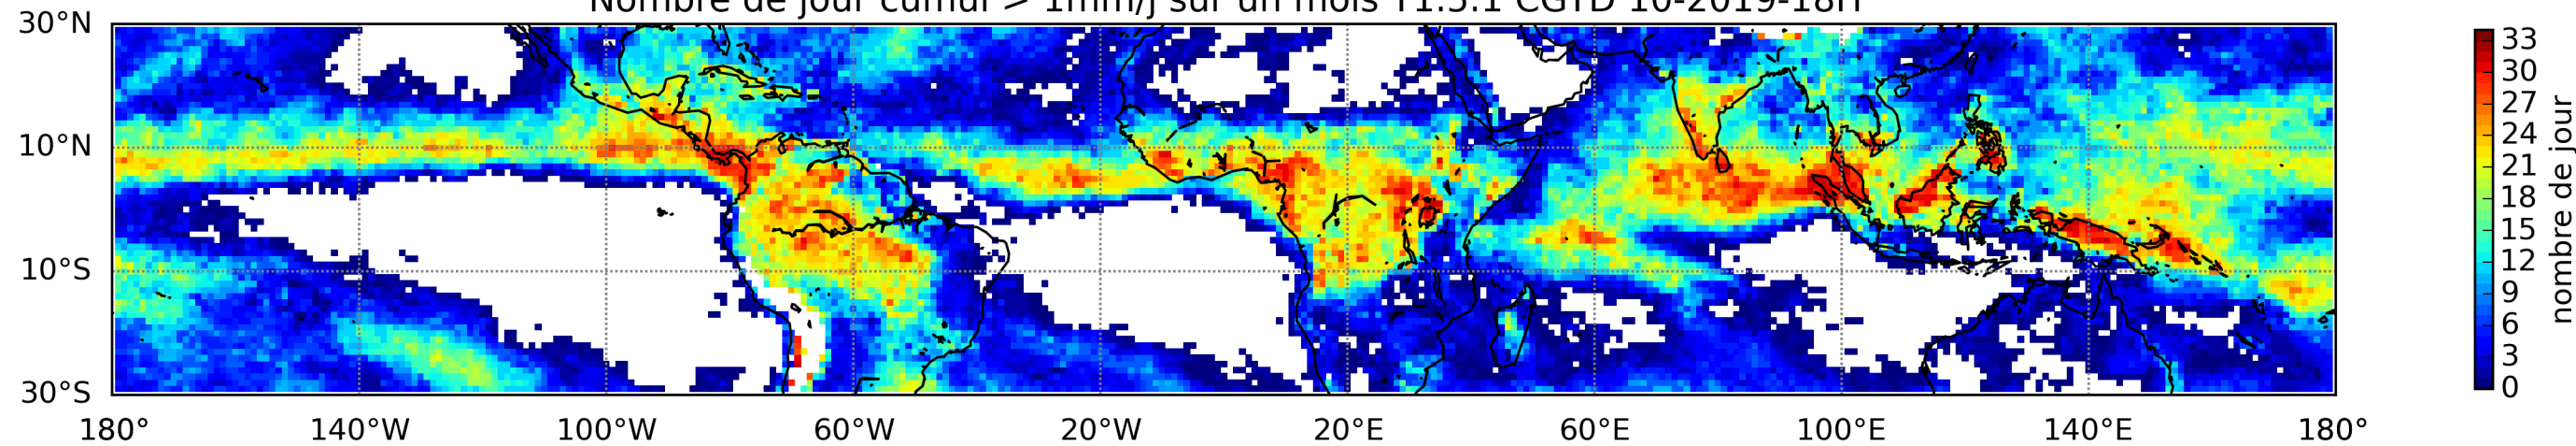 Nombre de jour cumul > 1mm/j sur un mois T1.5.1 CGTD 10-2019-18H
30°N
10°N
10°S
30°S
180°
140°W
100°W
60°W
20°W
20°E
60°E
100°E
140°E
180°
33
30
27
24
21
18
15
12
9
6
3
0
nombre de jour